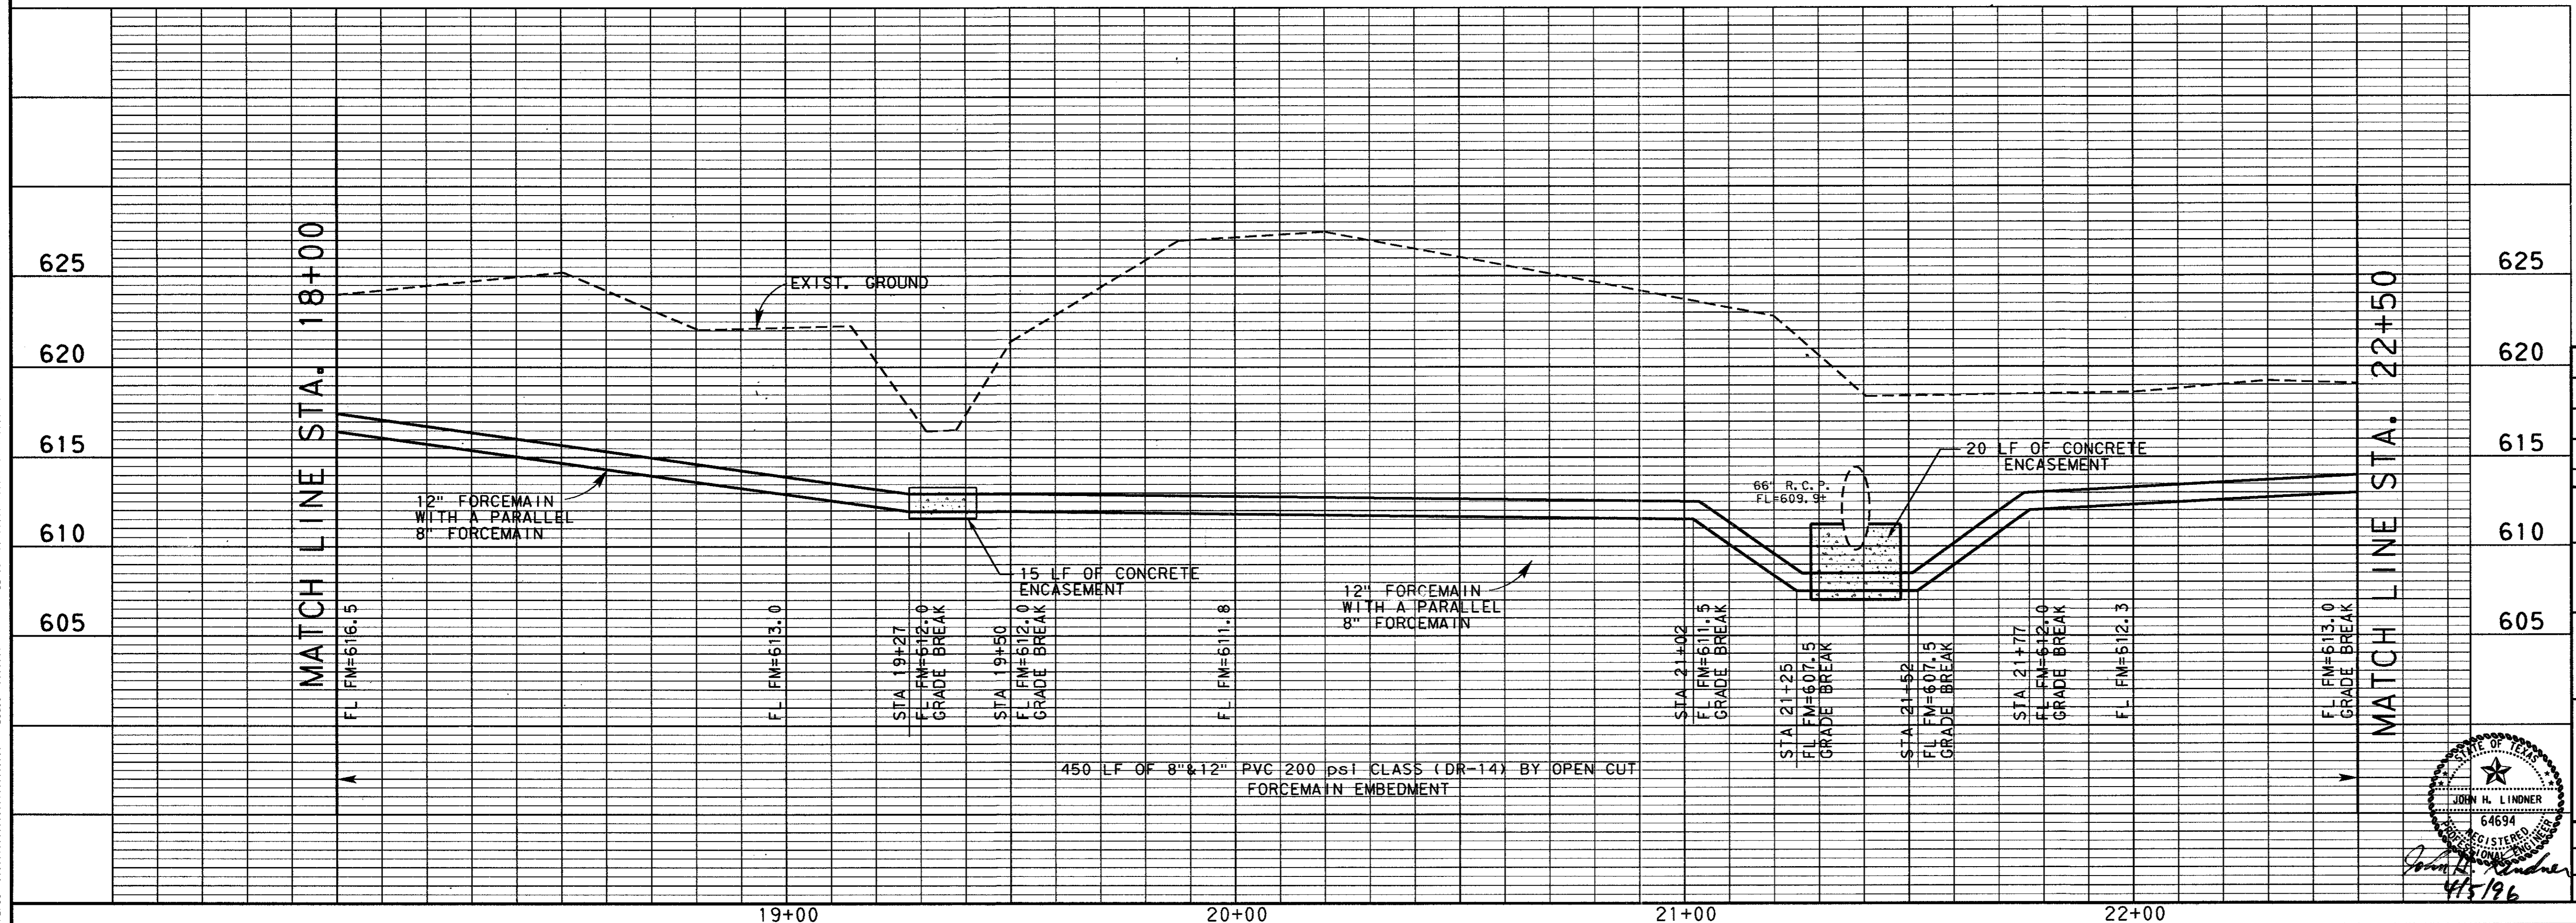 625
620
615
610
605
MATCH LINE STA. 18+00
EXIST. GROUND
12" FORCEMAIN
WITH A PARALLEL
8" FORCEMAIN
15 LF OF CONCRETE
ENCASEMENT
12" FORCEMAIN
WITH A PARALLEL
8" FORCEMAIN
66" R.C.P.
FL=609.9±
20 LF OF CONCRETE
ENCASEMENT
FL FM=616.5
FL FM=613.0
STA 19+27
FL FM=612.0
GRADE BREAK
STA 19+50
FL FM=612.0
GRADE BREAK
FL FM=611.8
STA 21+02
FL FM=611.5
GRADE BREAK
STA 21+25
FL FM=607.5
GRADE BREAK
STA 21+52
FL FM=607.5
GRADE BREAK
STA 21+77
FL FM=612.0
GRADE BREAK
FL FM=612.3
FL FM=613.0
GRADE BREAK
MATCH LINE STA. 22+50
625
620
615
610
605
450 LF OF 8"&12" PVC 200 psi CLASS (DR-14) BY OPEN CUT
FORCEMAIN EMBEDMENT
STATE OF TEXAS
JOHN H. LINDNER
64694
REGISTERED
PROFESSIONAL ENGINEER
John H. Lindner
4/5/96
19+00
20+00
21+00
22+00